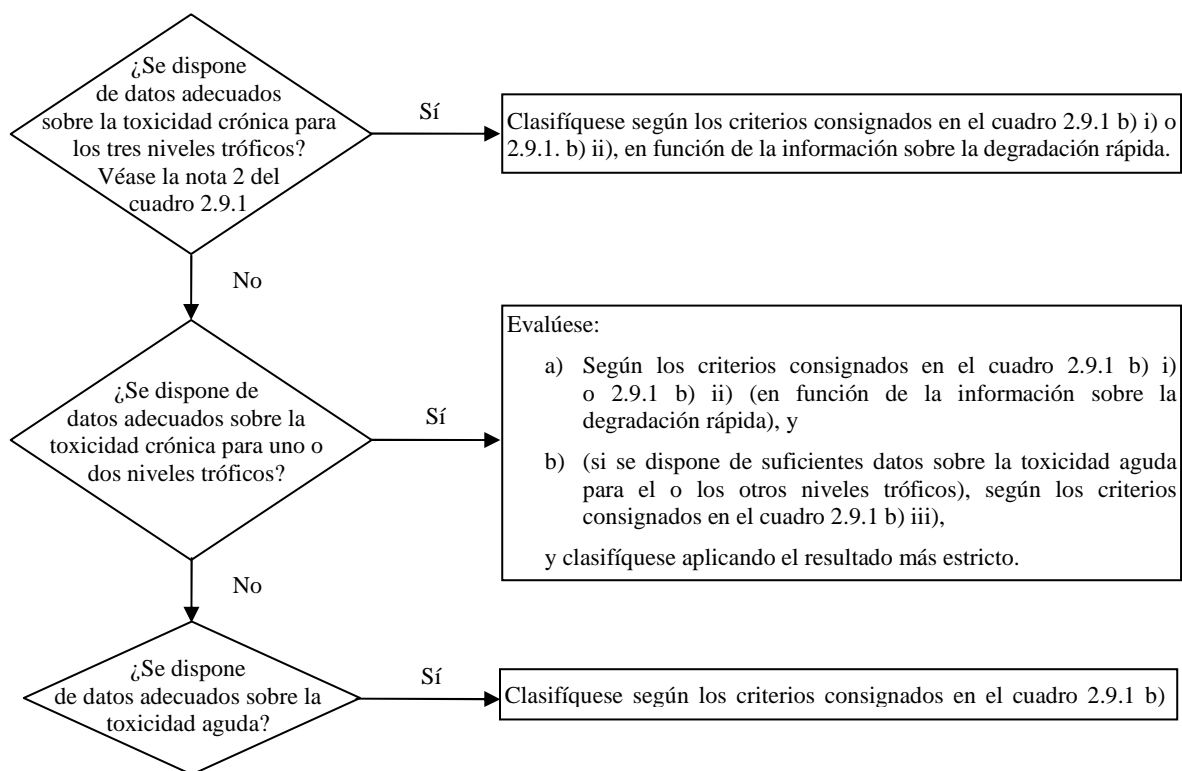 ¿Se dispone
de datos adecuados
sobre la toxicidad crónica para
los tres niveles tróficos?
Véase la nota 2 del
cuadro 2.9.1
Sí
Clasifíquese según los criterios consignados en el cuadro 2.9.1 b) i) o
2.9.1. b) ii), en función de la información sobre la degradación rápida.
No
¿Se dispone de
datos adecuados sobre la
toxicidad crónica para uno o
dos niveles tróficos?
Sí
Evalúese:
a) Según los criterios consignados en el cuadro 2.9.1 b) i)
o 2.9.1 b) ii) (en función de la información sobre la
degradación rápida), y
b) (si se dispone de suficientes datos sobre la toxicidad aguda
para el o los otros niveles tróficos), según los criterios
consignados en el cuadro 2.9.1 b) iii),
y clasifíquese aplicando el resultado más estricto.
No
¿Se dispone
de datos adecuados sobre la
toxicidad aguda?
Sí
Clasifíquese según los criterios consignados en el cuadro 2.9.1 b)